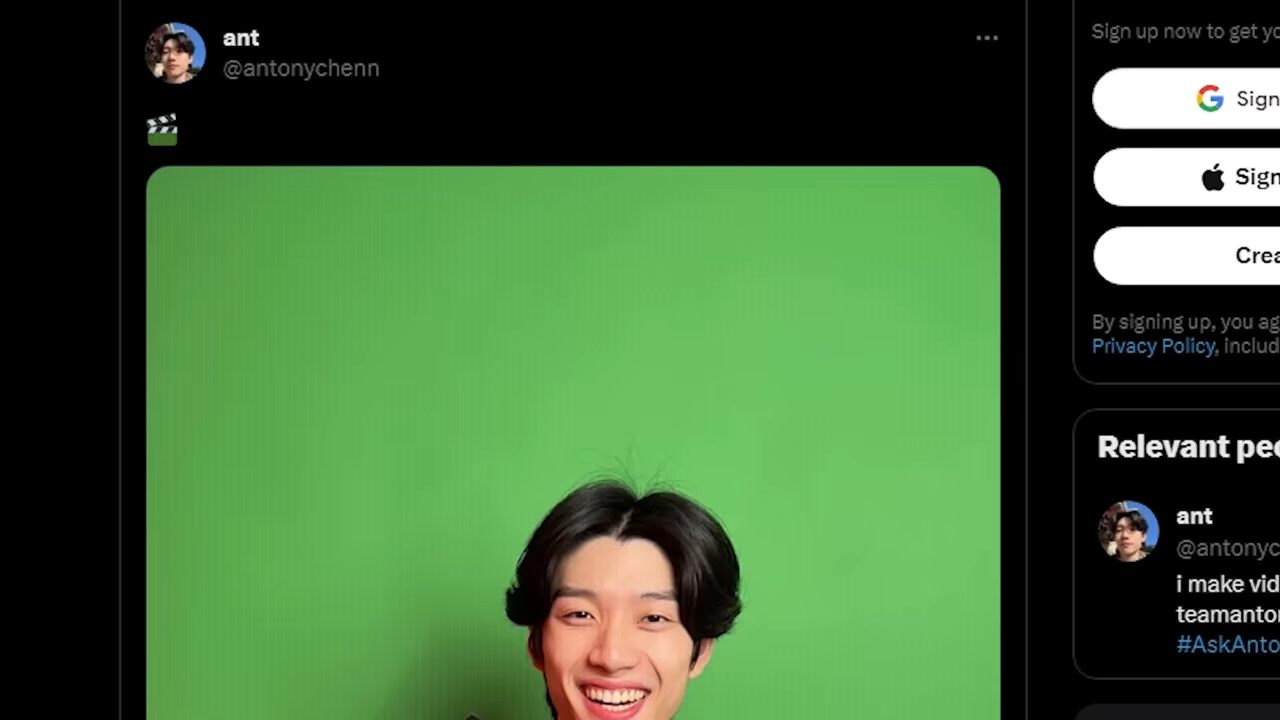 ant
@antonychenn
Sign up now to get yo
Sign
Sign
Crea
By signing up, you ag
Privacy Policy, includ
Relevant peo
ant
@antonyc
i make vid
teamanton
#AskAnto